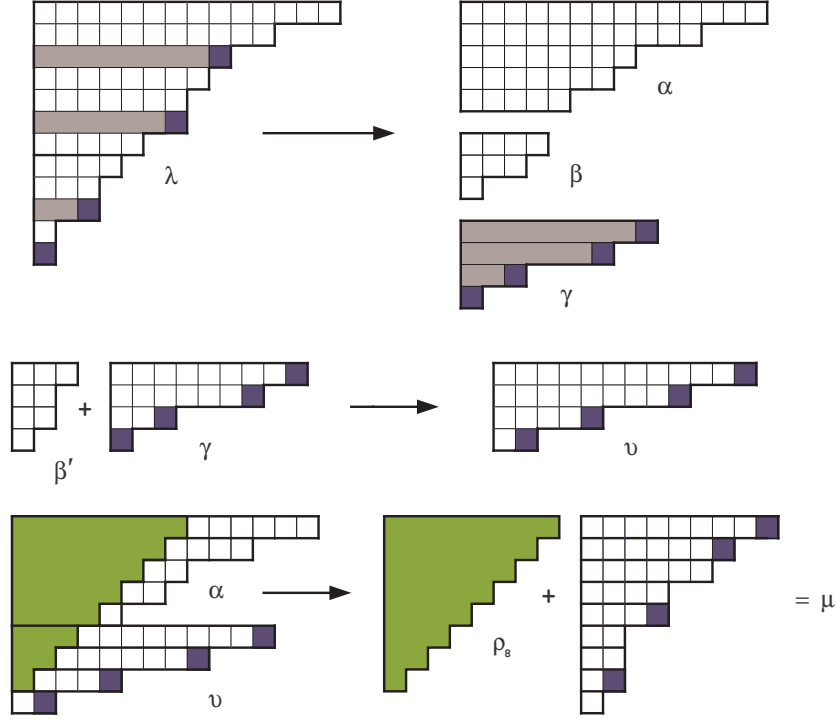 λ
α
β
γ
β′ + γ
υ
α
υ
ρ₈ + = μ